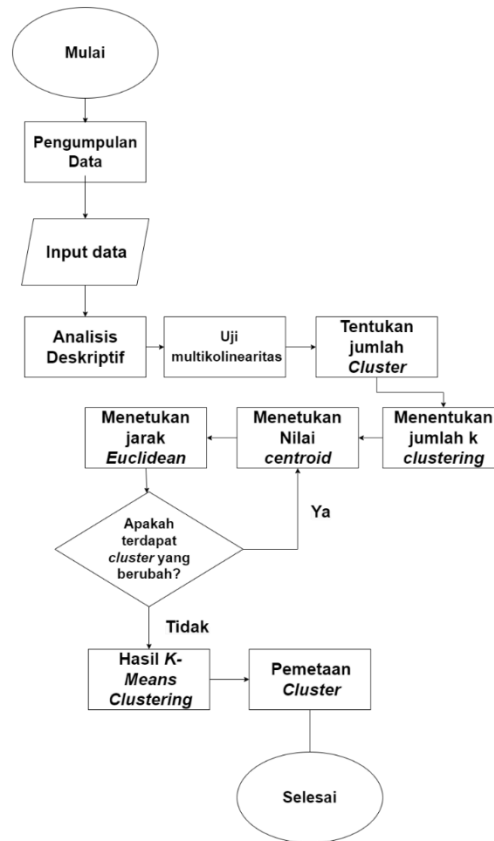 Mulai
Pengumpulan
Data
Input data
Analisis
Deskriptif
Uji
multikolinearitas
Tentukan
jumlah
Cluster
Menentukan
jumlah k
clustering
Menetukan
Nilai
centroid
Menetukan
jarak
Euclidean
Apakah
terdapat
cluster yang
berubah?
Ya
Tidak
Hasil K-
Means
Clustering
Pemetaan
Cluster
Selesai